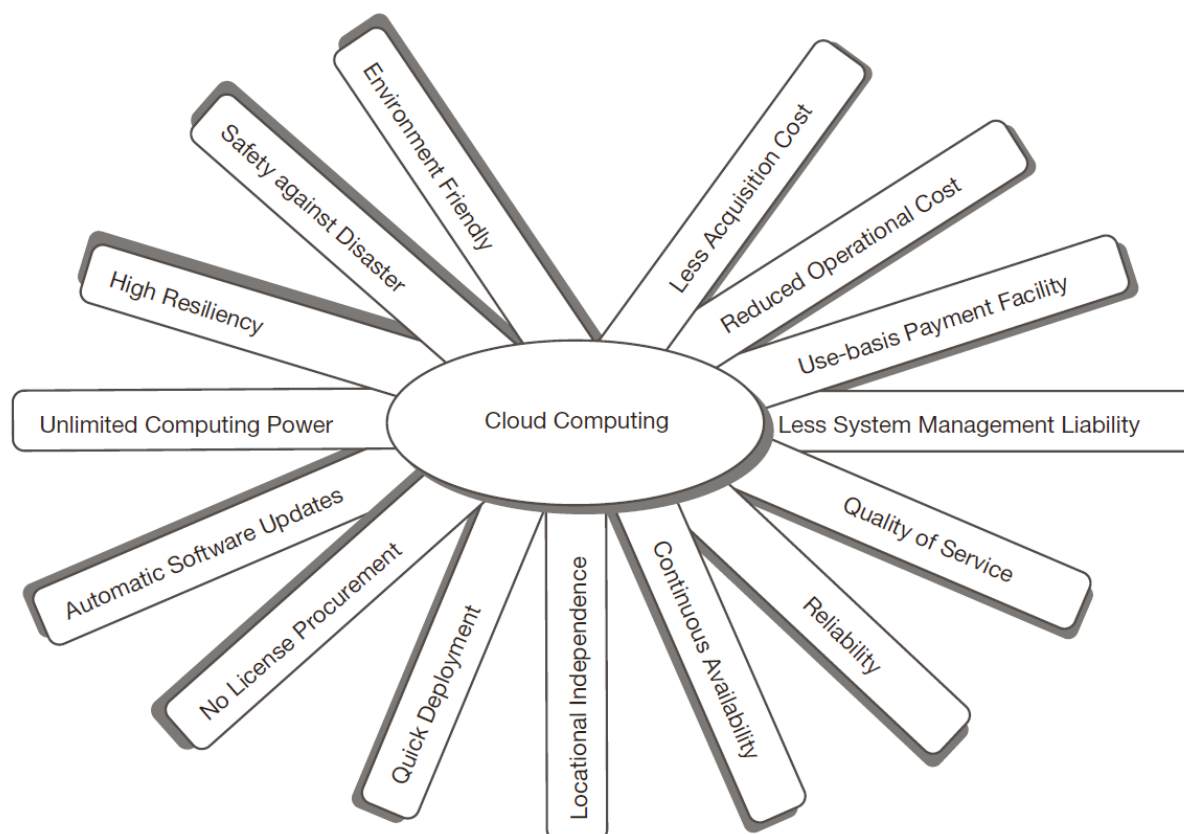 Cloud Computing
Less Acquisition Cost
Reduced Operational Cost
Use-basis Payment Facility
Less System Management Liability
Quality of Service
Reliability
Continuous Availability
Locational Independence
Quick Deployment
No License Procurement
Automatic Software Updates
Unlimited Computing Power
High Resiliency
Safety against Disaster
Environment Friendly